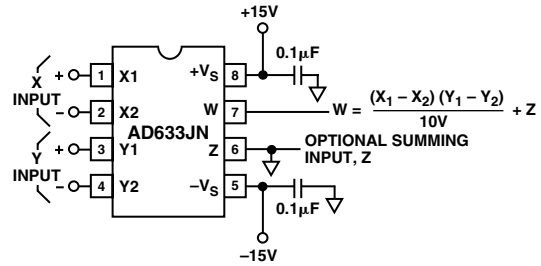 +15V
0.1μF
X
INPUT
+
–
Y
INPUT
+
–
1 X1
2 X2
3 Y1
4 Y2
AD633JN
+VS 8
W 7
Z 6
–VS 5
W = (X1 – X2) (Y1 – Y2) / 10V + Z
OPTIONAL SUMMING
INPUT, Z
0.1μF
–15V